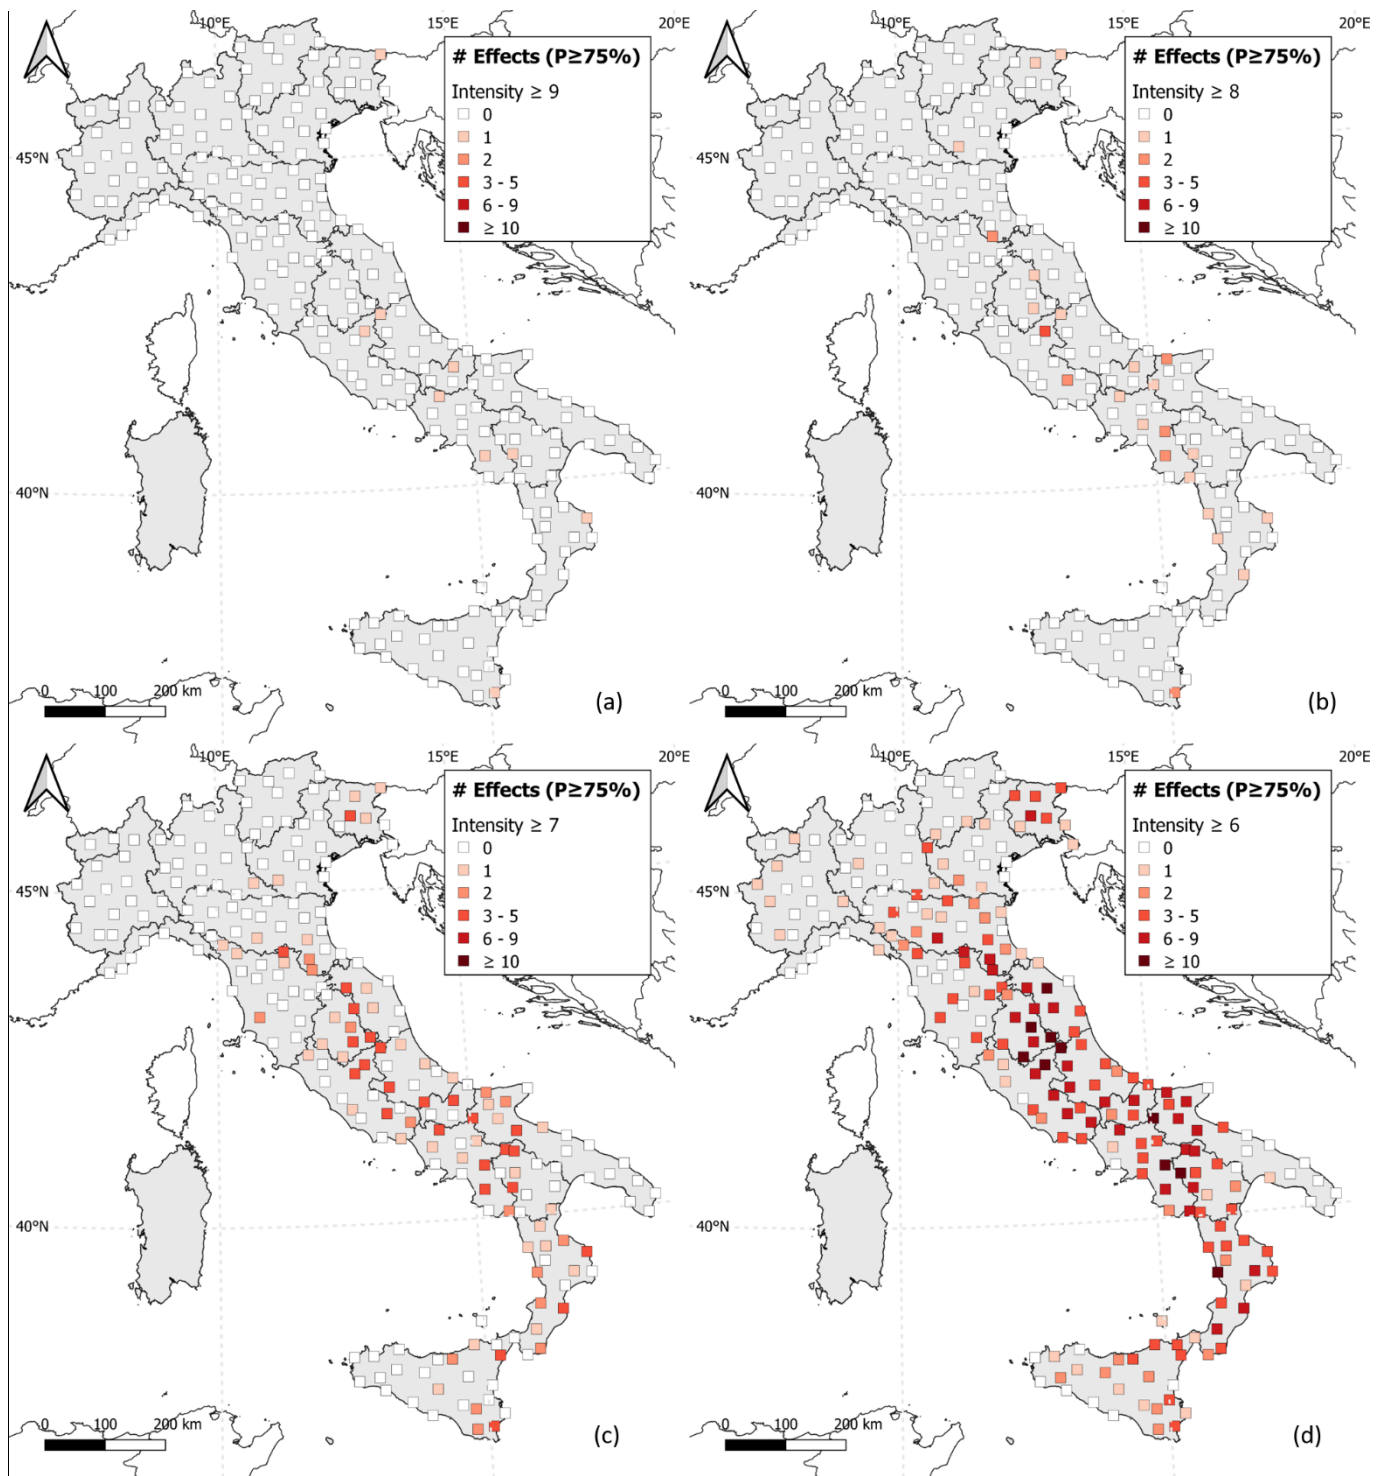 10°E 15°E
# Effects (P≥75%)
Intensity ≥ 9
0
1
2
3 - 5
6 - 9
≥ 10
45°N
40°N
0 100 200 km
(a)
10°E 15°E 20°E
# Effects (P≥75%)
Intensity ≥ 8
0
1
2
3 - 5
6 - 9
≥ 10
45°N
40°N
0 100 200 km
(b)
10°E 15°E 20°E
# Effects (P≥75%)
Intensity ≥ 7
0
1
2
3 - 5
6 - 9
≥ 10
45°N
40°N
0 100 200 km
(c)
10°E 15°E 20°E
# Effects (P≥75%)
Intensity ≥ 6
0
1
2
3 - 5
6 - 9
≥ 10
45°N
40°N
0 100 200 km
(d)